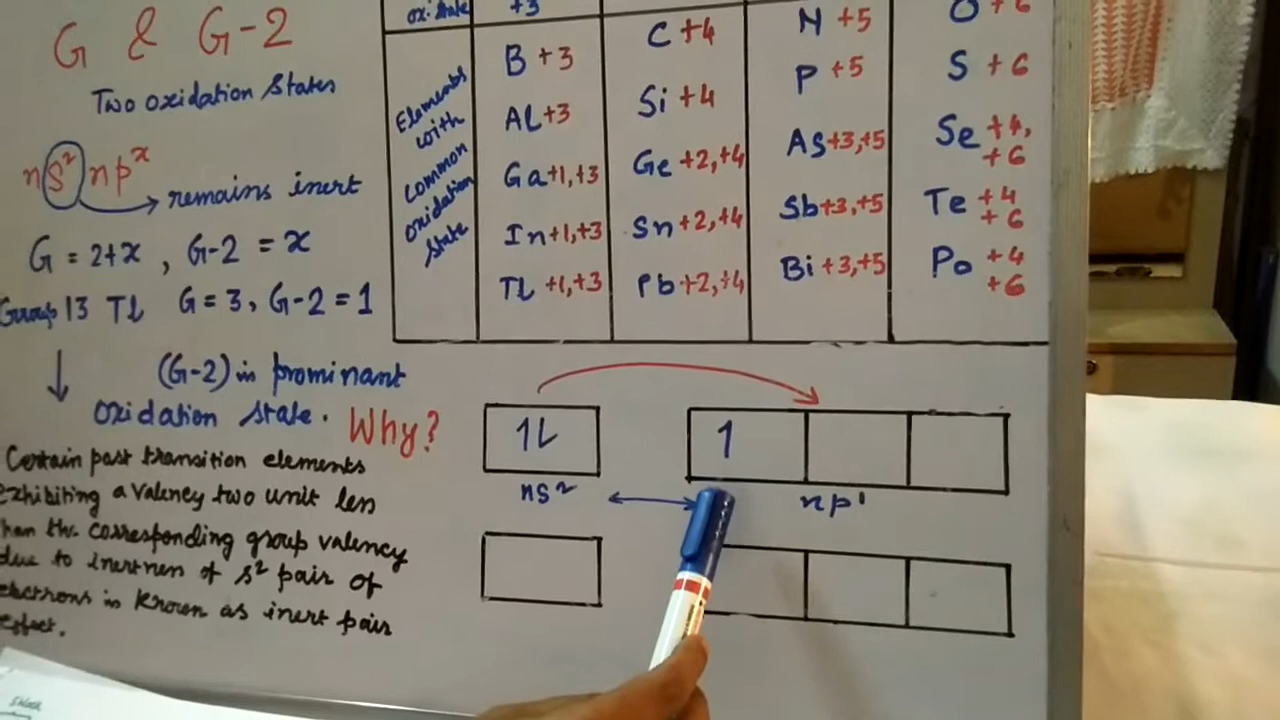 G & G-2
Two oxidation States
ns² npˣ
remains inert
G = 2+x , G-2 = x
Group 13 Tl G = 3, G-2 = 1
(G-2) is prominant
oxidation state. Why?
Certain past transition elements
exhibiting a valency two unit less
than the corresponding group valency
due to inertness of s² pair of
electrons is known as inert pair
effect.
ox. state +3
Elements with common oxidation state
B +3 C +4 N +5 O +6
Al +3 Si +4 P +5 S +6
Ga +1, +3 Ge +2, +4 As +3, +5 Se +4, +6
In +1, +3 Sn +2, +4 Sb +3, +5 Te +4 +6
Tl +1, +3 Pb +2, +4 Bi +3, +5 Po +4 +6
1L 1
ns² np¹